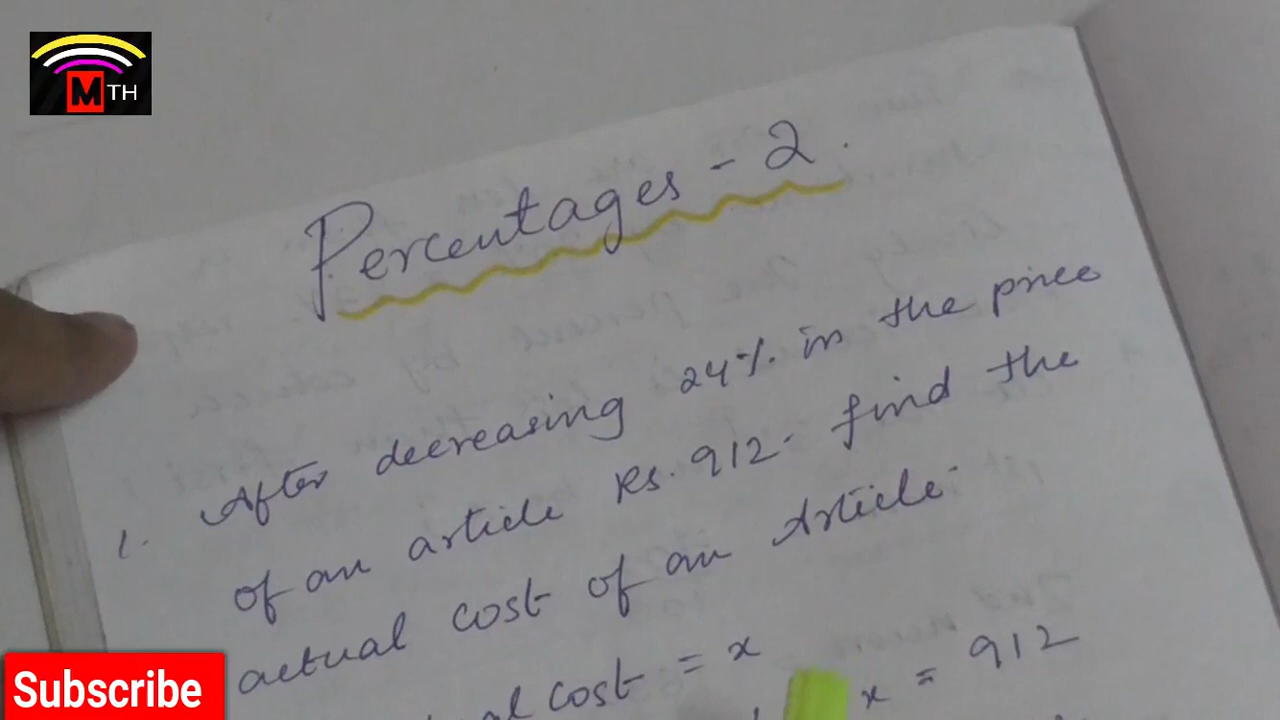 M TH
Percentages - 2.
1. After decreasing 24% in the price
of an article Rs. 912. find the
actual cost of an Article
cost = x
x = 912
Subscribe